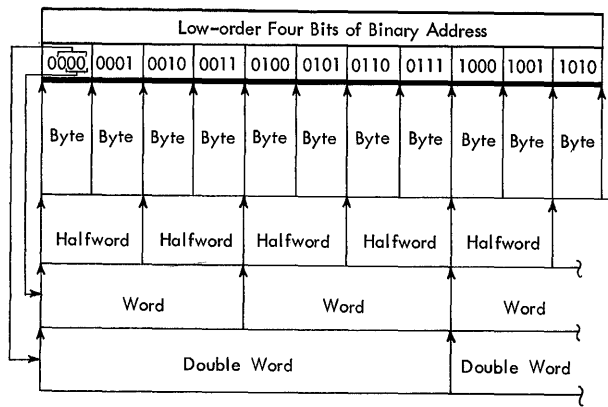 Low-order Four Bits of Binary Address
0000 0001 0010 0011 0100 0101 0110 0111 1000 1001 1010
Byte Byte Byte Byte Byte Byte Byte Byte Byte Byte Byte
Halfword Halfword Halfword Halfword Halfword
Word Word Word
Double Word Double Word